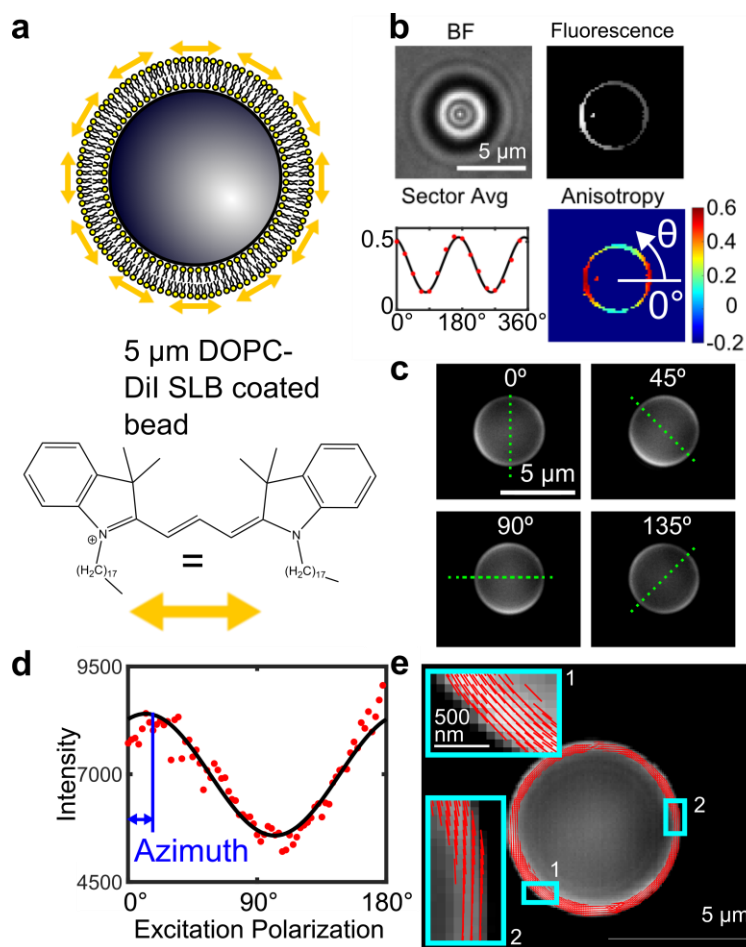 a
5 µm DOPC-
DiI SLB coated
bead
N
⊕
(H2C)17
=
N
(H2C)17
b
BF
Fluorescence
5 µm
Sector Avg
Anisotropy
0.5
0
0° 180° 360°
θ
0°
0.6
0.4
0.2
0
-0.2
c
0º
45º
5 µm
90º
135º
d
9500
7000
4500
Intensity
Azimuth
0° 90° 180°
Excitation Polarization
e
1
500
nm
2
1
2
5 µm